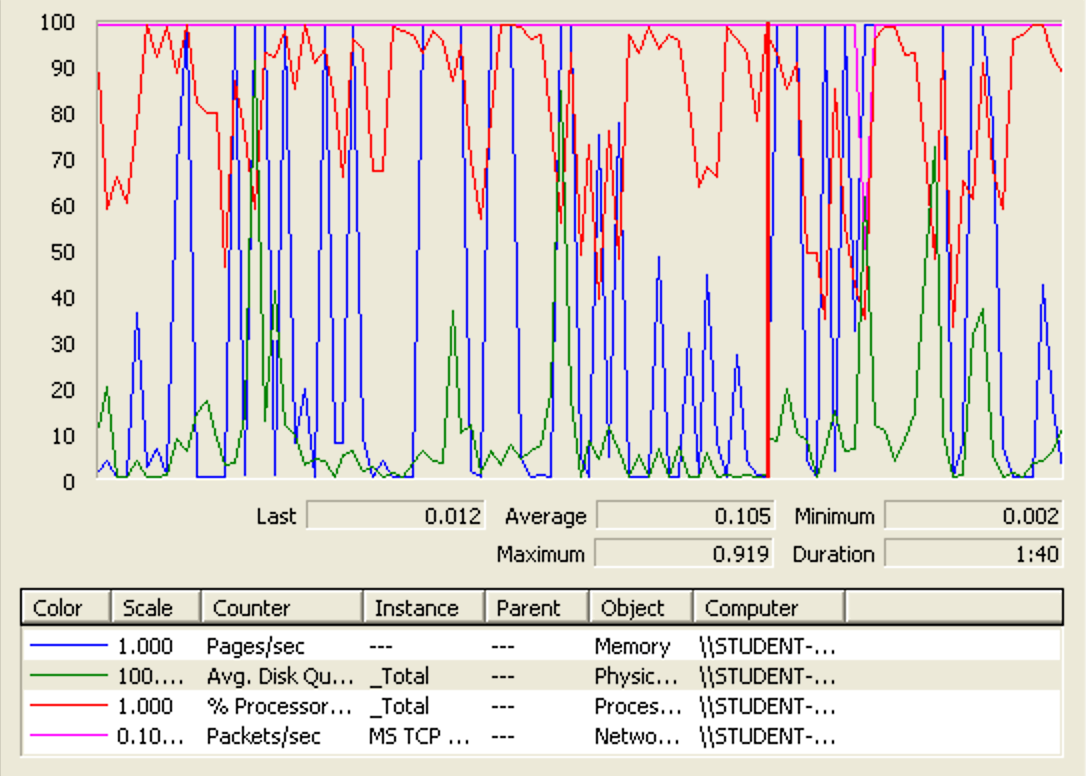 100
90
80
70
60
50
40
30
20
10
0
Last 0.012 Average 0.105 Minimum 0.002
Maximum 0.919 Duration 1:40
Color Scale Counter Instance Parent Object Computer
1.000 Pages/sec --- --- Memory \\STUDENT-...
100.... Avg. Disk Qu... _Total --- Physic... \\STUDENT-...
1.000 % Processor... _Total --- Proces... \\STUDENT-...
0.10... Packets/sec MS TCP ... --- Netwo... \\STUDENT-...